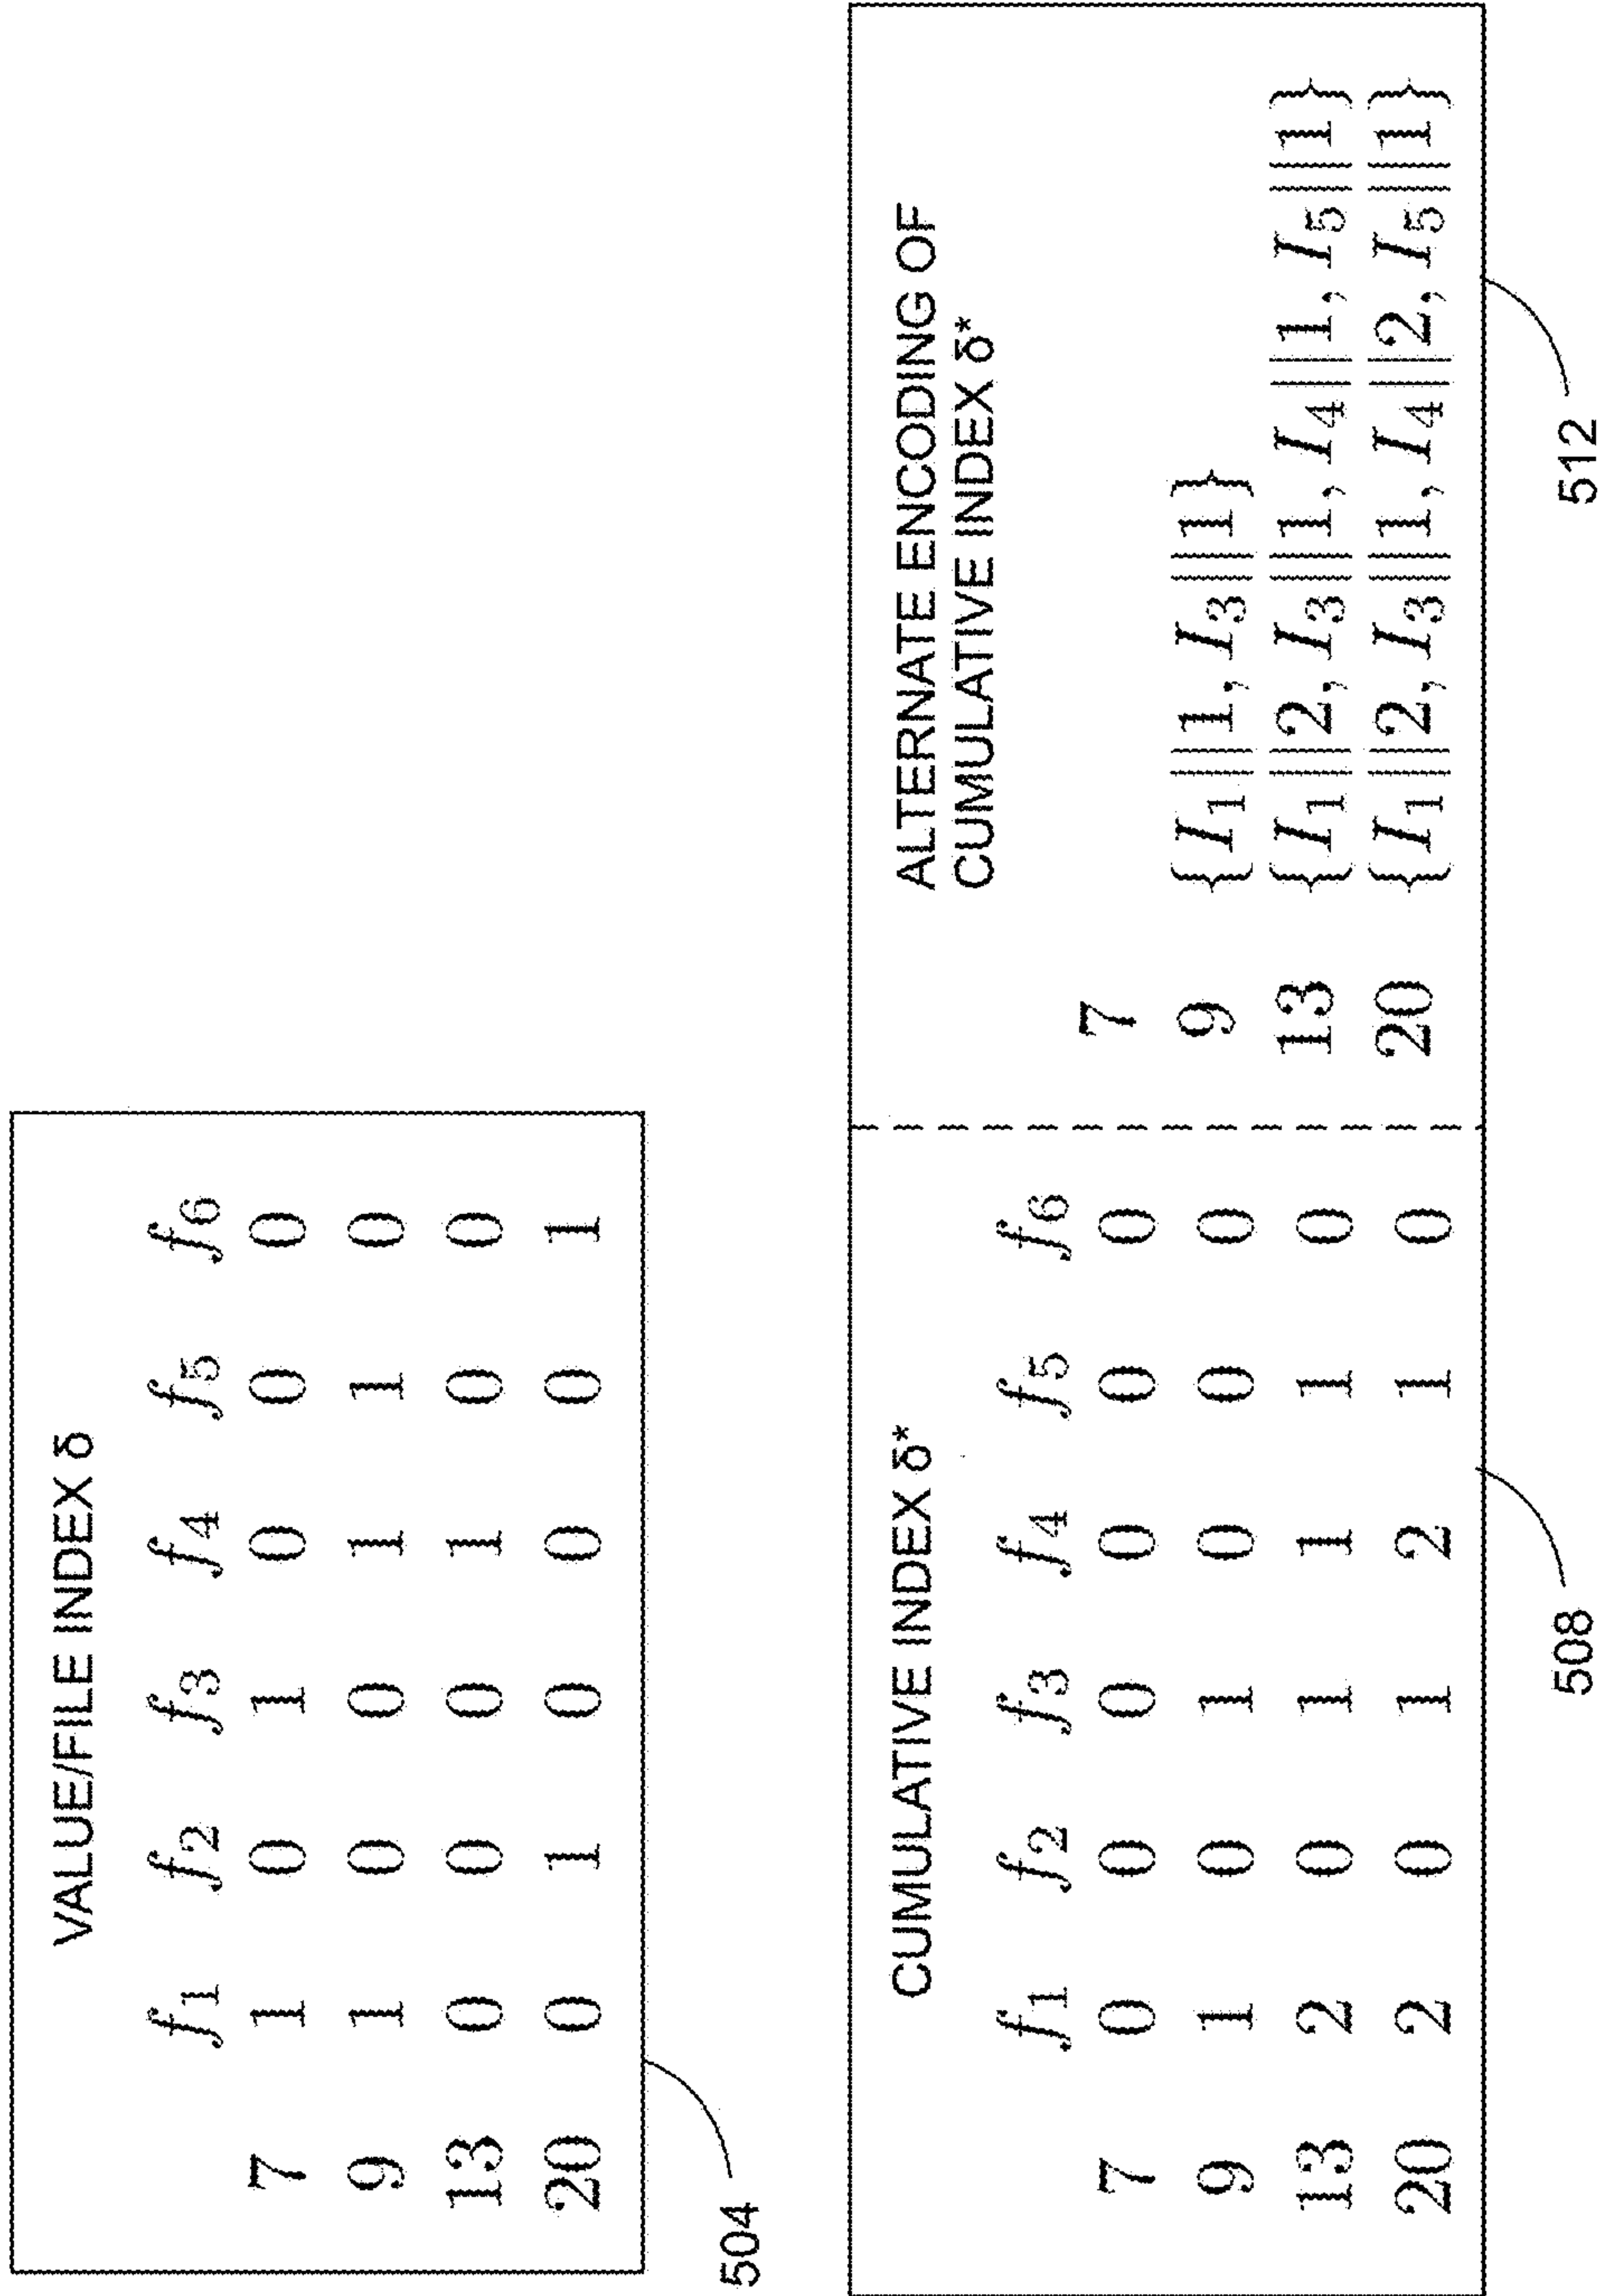 VALUE/FILE INDEX δ
f1 f2 f3 f4 f5 f6
7 1 0 1 0 0 0
9 1 0 0 1 1 0
13 0 0 0 1 0 0
20 0 1 0 0 0 1
504
CUMULATIVE INDEX δ*
f1 f2 f3 f4 f5 f6
7 0 0 0 0 0 0
9 1 0 1 0 0 0
13 2 0 1 1 1 0
20 2 0 1 2 1 0
508
ALTERNATE ENCODING OF
CUMULATIVE INDEX δ*
7
9 {I1||1, I3||1}
13 {I1||2, I3||1, I4||1, I5||1}
20 {I1||2, I3||1, I4||2, I5||1}
512